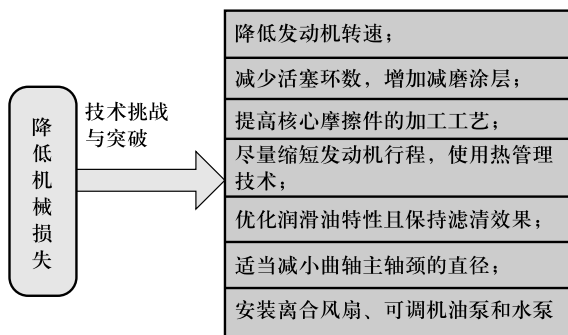 降低机械损失
技术挑战
与突破
降低发动机转速；
减少活塞环数，增加减磨涂层；
提高核心摩擦件的加工工艺；
尽量缩短发动机行程，使用热管理
技术；
优化润滑油特性且保持滤清效果；
适当减小曲轴主轴颈的直径；
安装离合风扇、可调机油泵和水泵